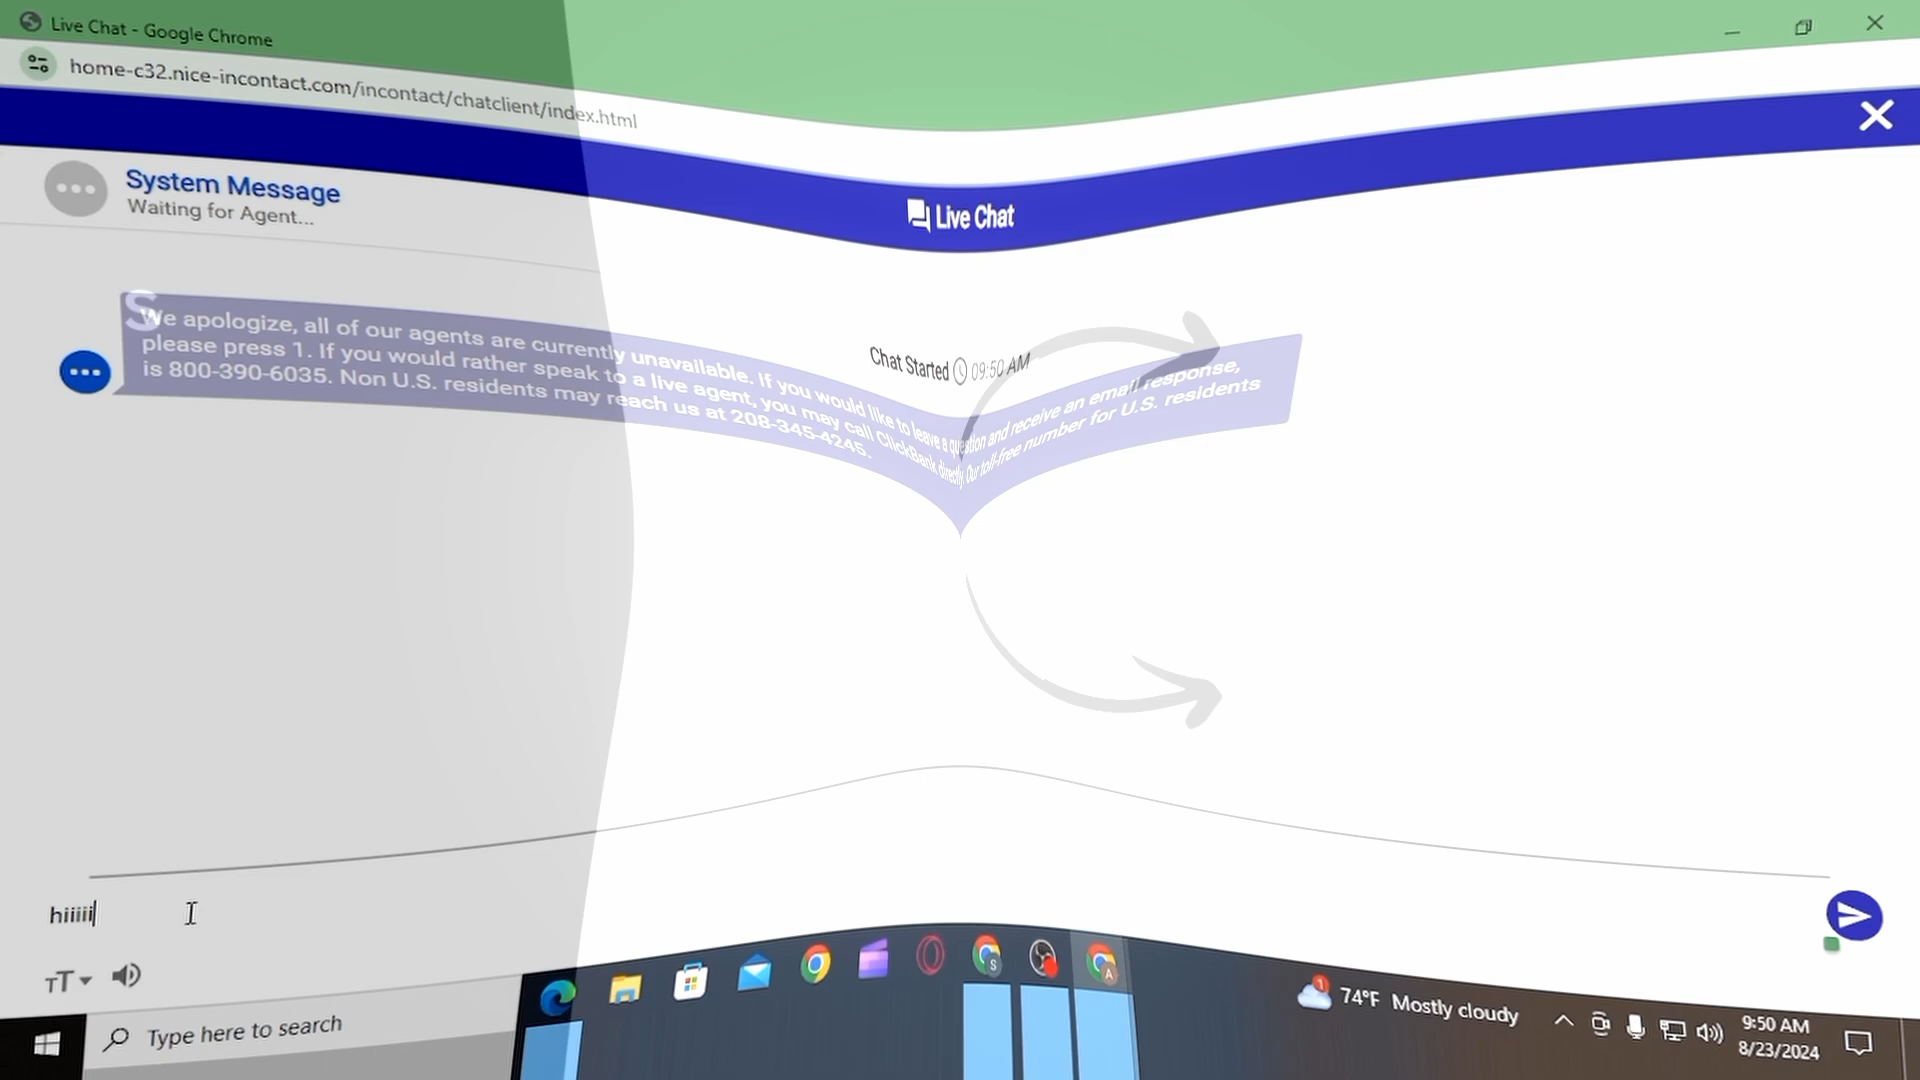 Live Chat - Google Chrome
home-c32.nice-incontact.com/incontact/chatclient/index.html
Live Chat
System Message
Waiting for Agent...
Chat Started 09:50 AM
S
We apologize, all of our agents are currently unavailable. If you would like to leave a question and receive an email response,
please press 1. If you would rather speak to a live agent, you may call ClickBank directly. Our toll-free number for U.S. residents
is 800-390-6035. Non U.S. residents may reach us at 208-345-4245.
hiiiii
TT
Type here to search
S
A
1
74°F Mostly cloudy
9:50 AM
8/23/2024